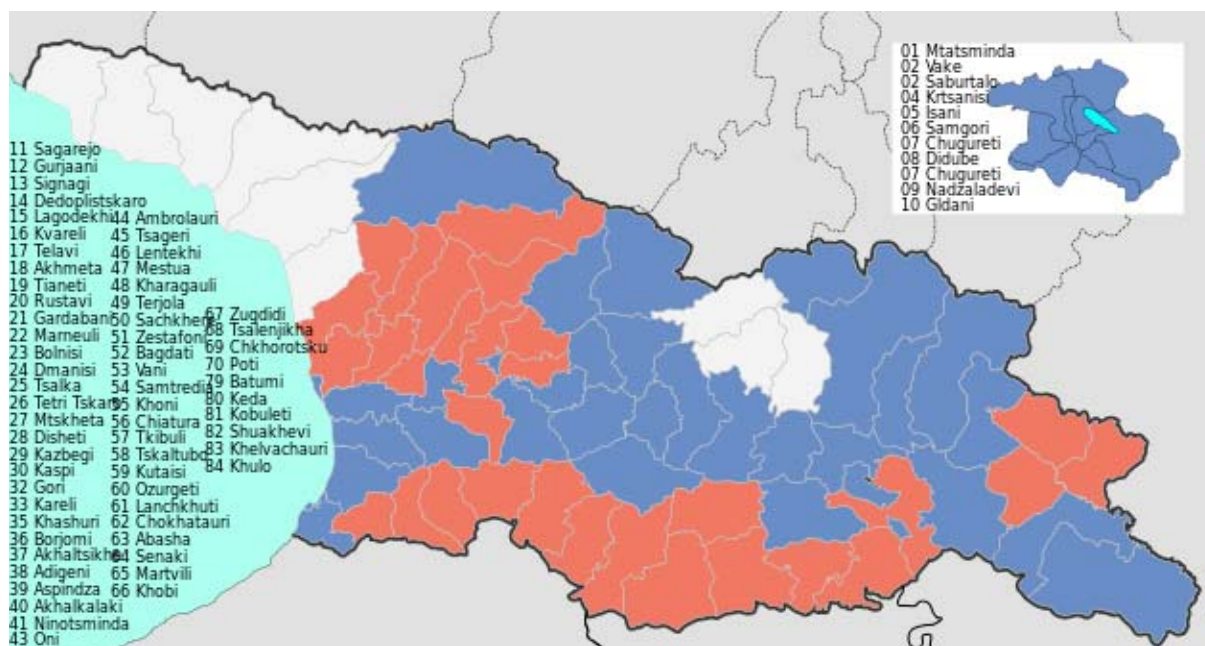 01 Mtatsminda
02 Vake
02 Saburtalo
04 Krtsanisi
05 Isani
06 Samgori
07 Chugureti
08 Didube
07 Chugureti
09 Nadžaladevi
10 Gldani
11 Sagarejo
12 Gurjaani
13 Signagi
14 Dedoplistskaro
15 Lagodekhi
16 Kvareli
17 Telavi
18 Akhmeta
19 Tianeti
20 Rustavi
21 Gardabani
22 Marneuli
23 Bolnisi
24 Dmanisi
25 Tsalka
26 Tetri Tskaro
27 Mtskheta
28 Disheti
29 Kazbegi
30 Kaspi
32 Gori
33 Kareli
35 Khashuri
36 Borjomi
37 Akhaltsikhe
38 Adigeni
39 Aspindza
40 Akhalkalaki
41 Ninotsminda
43 Oni
44 Ambrolauri
45 Tsageri
46 Lentekhi
47 Mestua
48 Kharagauli
49 Terjola
50 Sachkhere
51 Zestafoni
52 Bagdati
53 Vani
54 Samtredia
55 Khoni
56 Chiatura
57 Tkibuli
58 Tskaltubo
59 Kutaisi
60 Ozurgeti
61 Lanchkhuti
62 Chokhatauri
63 Abasha
64 Senaki
65 Martvili
66 Khobi
67 Zugdidi
68 Tsalenjikha
69 Chkhorotsku
70 Poti
79 Batumi
80 Keda
81 Kobuleti
82 Shuakhevi
83 Khelvachauri
84 Khulo